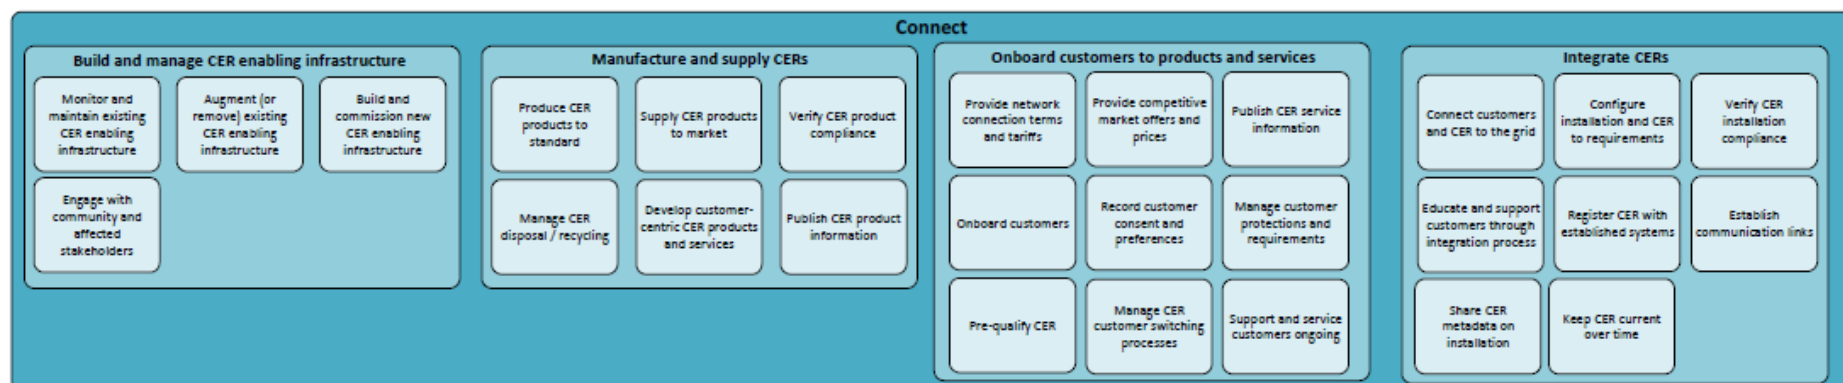 Connect
Build and manage CER enabling infrastructure
Monitor and
maintain existing
CER enabling
infrastructure
Augment (or
remove) existing
CER enabling
infrastructure
Build and
commission new
CER enabling
infrastructure
Engage with
community and
affected
stakeholders
Manufacture and supply CERs
Produce CER
products to
standard
Supply CER products
to market
Verify CER product
compliance
Manage CER
disposal / recycling
Develop customer-
centric CER products
and services
Publish CER product
information
Onboard customers to products and services
Provide network
connection terms
and tariffs
Provide competitive
market offers and
prices
Publish CER service
information
Onboard customers
Record customer
consent and
preferences
Manage customer
protections and
requirements
Pre-qualify CER
Manage CER
customer switching
processes
Support and service
customers ongoing
Integrate CERs
Connect customers
and CER to the grid
Configure
installation and CER
to requirements
Verify CER
installation
compliance
Educate and support
customers through
integration process
Register CER with
established systems
Establish
communication links
Share CER
metadata on
installation
Keep CER current
over time